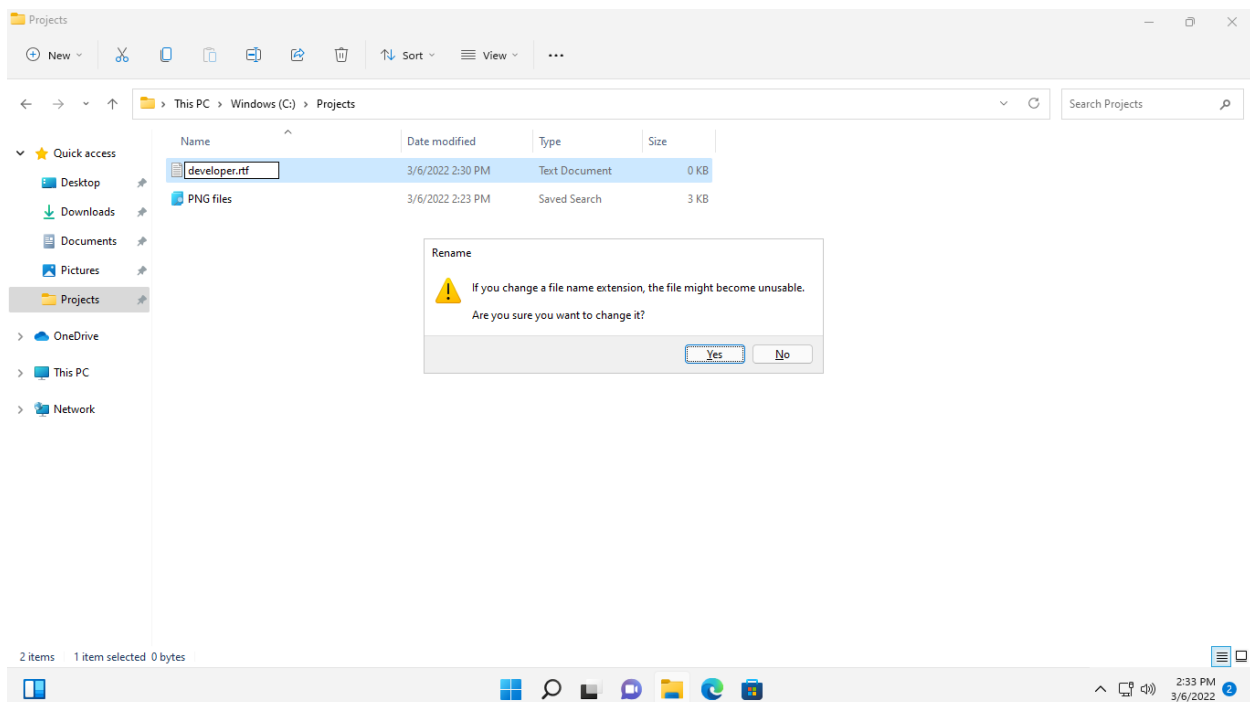 Projects
New
Sort
View
This PC > Windows (C:) > Projects
Search Projects
Name Date modified Type Size
developer.rtf 3/6/2022 2:30 PM Text Document 0 KB
PNG files 3/6/2022 2:23 PM Saved Search 3 KB
Quick access
Desktop
Downloads
Documents
Pictures
Projects
OneDrive
This PC
Network
Rename
If you change a file name extension, the file might become unusable.
Are you sure you want to change it?
Yes No
2 items 1 item selected 0 bytes
2:33 PM
3/6/2022
2